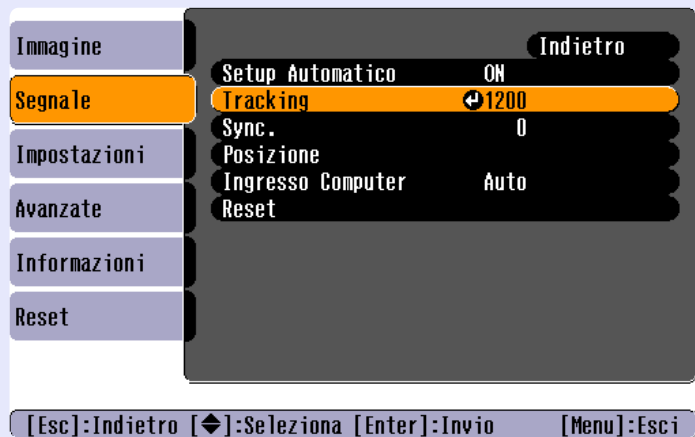 Immagine
Segnale
Impostazioni
Avanzate
Informazioni
Reset
Indietro
Setup Automatico ON
Tracking 1200
Sync. 0
Posizione
Ingresso Computer Auto
Reset
[Esc]:Indietro [◆]:Seleziona [Enter]:Invio [Menu]:Esci